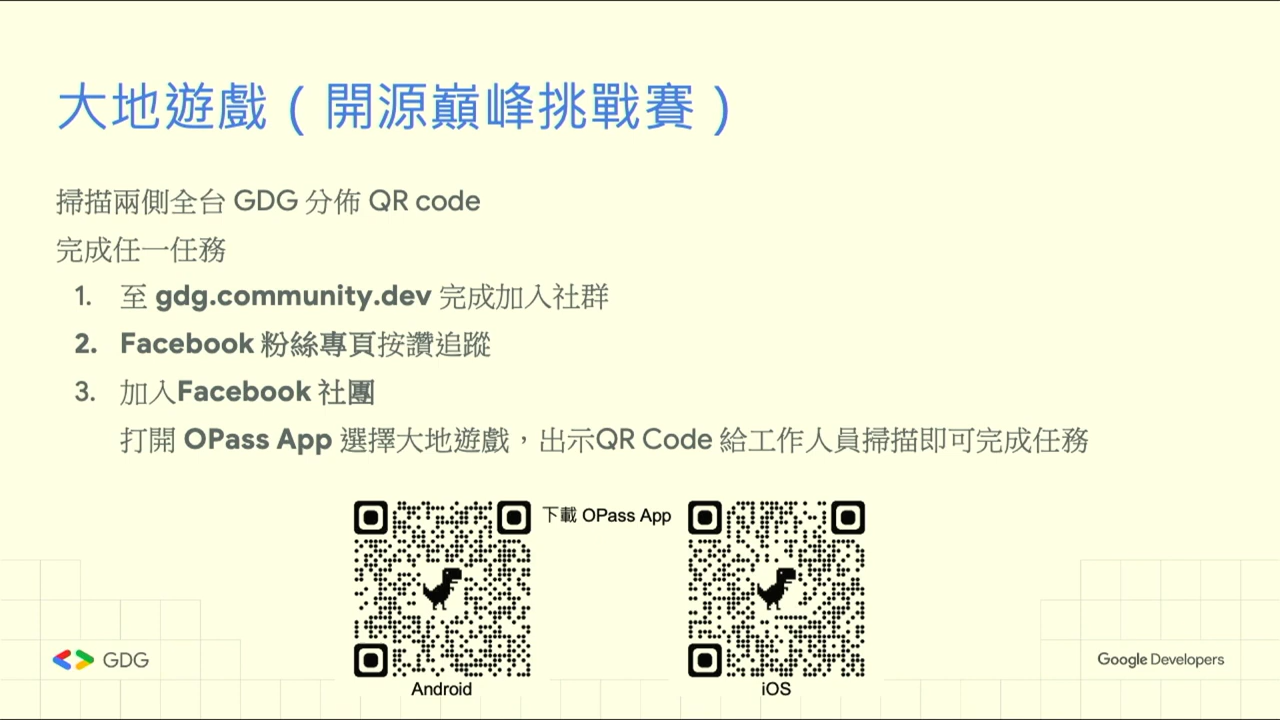 大地遊戲（開源巔峰挑戰賽）
掃描兩側全台 GDG 分佈 QR code
完成任一任務
1. 至 gdg.community.dev 完成加入社群
2. Facebook 粉絲專頁按讚追蹤
3. 加入Facebook 社團
打開 OPass App 選擇大地遊戲，出示QR Code 給工作人員掃描即可完成任務
下載 OPass App
Android
iOS
GDG
Google Developers